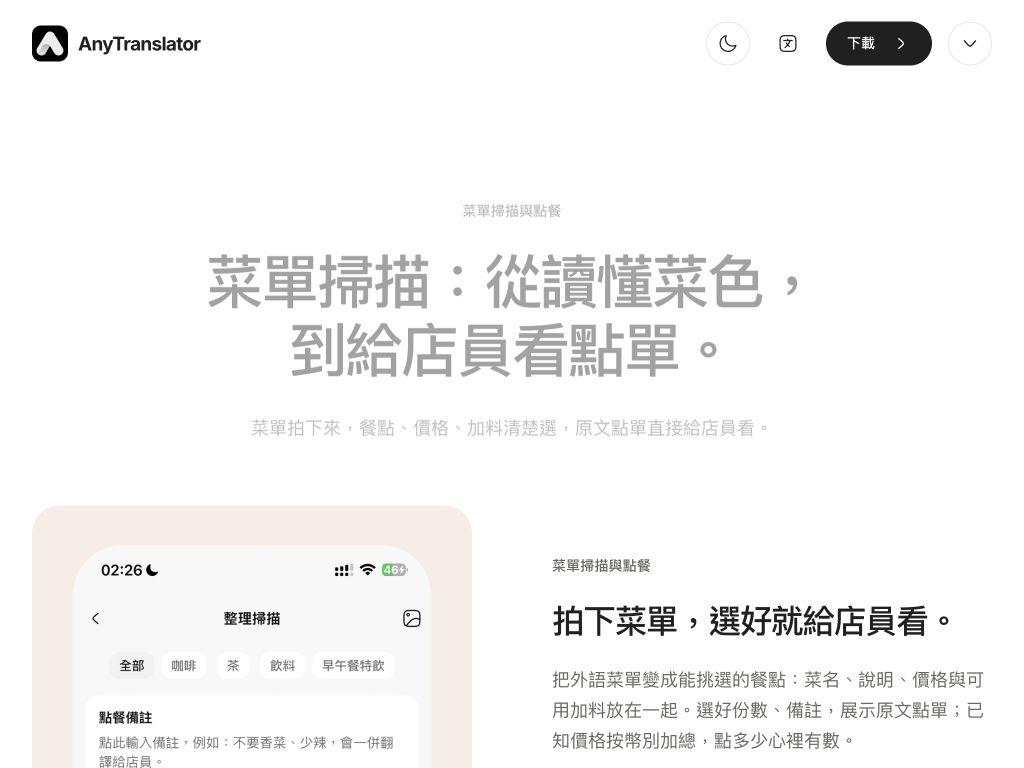 AnyTranslator
下載
菜單掃描與點餐
菜單掃描：從讀懂菜色，
到給店員看點單。
菜單拍下來，餐點、價格、加料清楚選，原文點單直接給店員看。
02:26
46
整理掃描
全部 咖啡 茶 飲料 早午餐特飲
點餐備註
點此輸入備註，例如：不要香菜、少辣，會一併翻
譯給店員。
菜單掃描與點餐
拍下菜單，選好就給店員看。
把外語菜單變成能挑選的餐點：菜名、說明、價格與可
用加料放在一起。選好份數、備註，展示原文點單；已
知價格按幣別加總，點多少心裡有數。